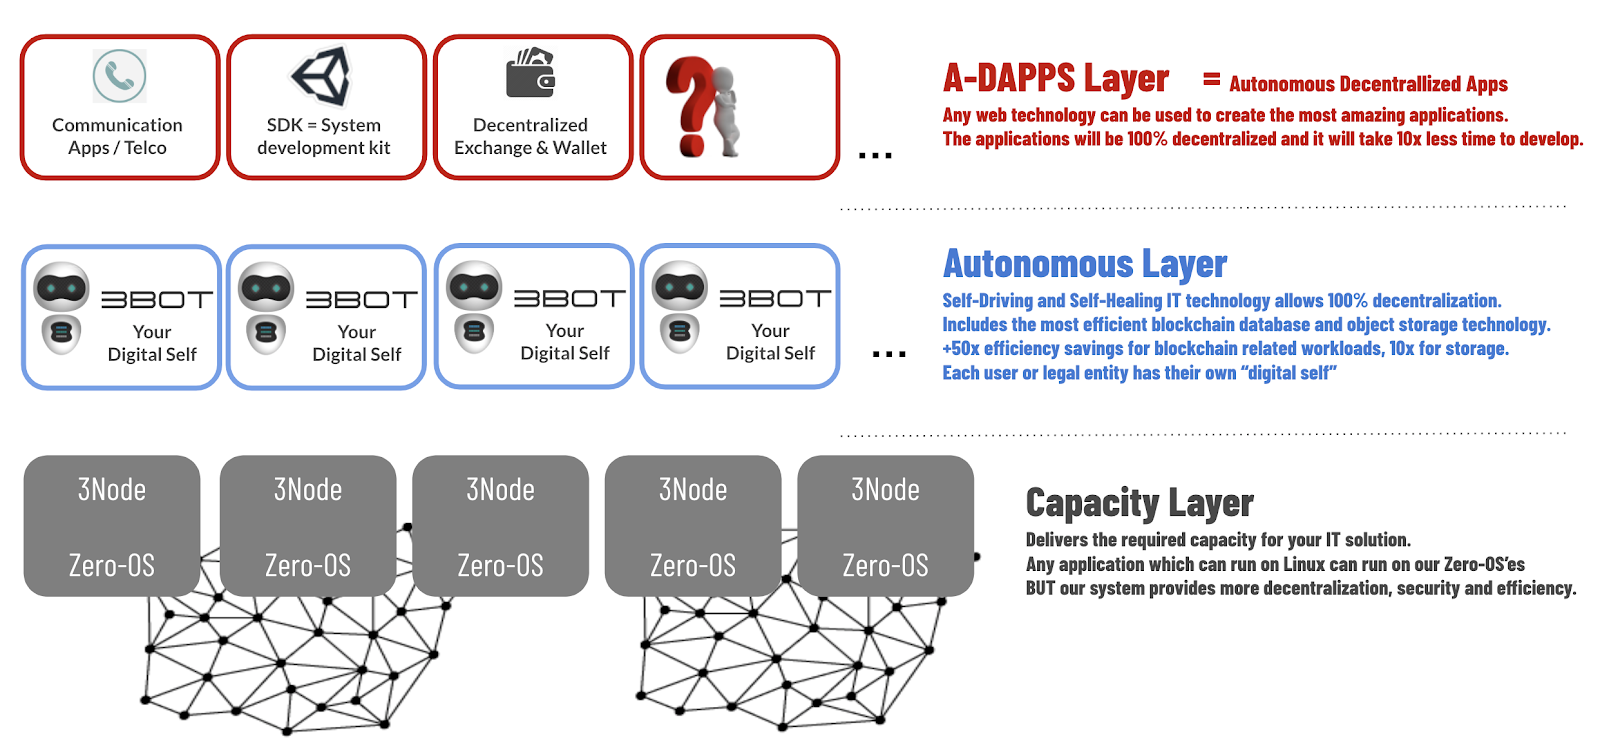 Communication
Apps / Telco
SDK = System
development kit
Decentralized
Exchange & Wallet
...
A-DAPPS Layer = Autonomous Decentrallized Apps
Any web technology can be used to create the most amazing applications.
The applications will be 100% decentralized and it will take 10x less time to develop.
3BOT
Your
Digital Self
3BOT
Your
Digital Self
3BOT
Your
Digital Self
3BOT
Your
Digital Self
...
Autonomous Layer
Self-Driving and Self-Healing IT technology allows 100% decentralization.
Includes the most efficient blockchain database and object storage technology.
+50x efficiency savings for blockchain related workloads, 10x for storage.
Each user or legal entity has their own “digital self”
3Node
Zero-OS
3Node
Zero-OS
3Node
Zero-OS
3Node
Zero-OS
3Node
Zero-OS
Capacity Layer
Delivers the required capacity for your IT solution.
Any application which can run on Linux can run on our Zero-OS’es
BUT our system provides more decentralization, security and efficiency.